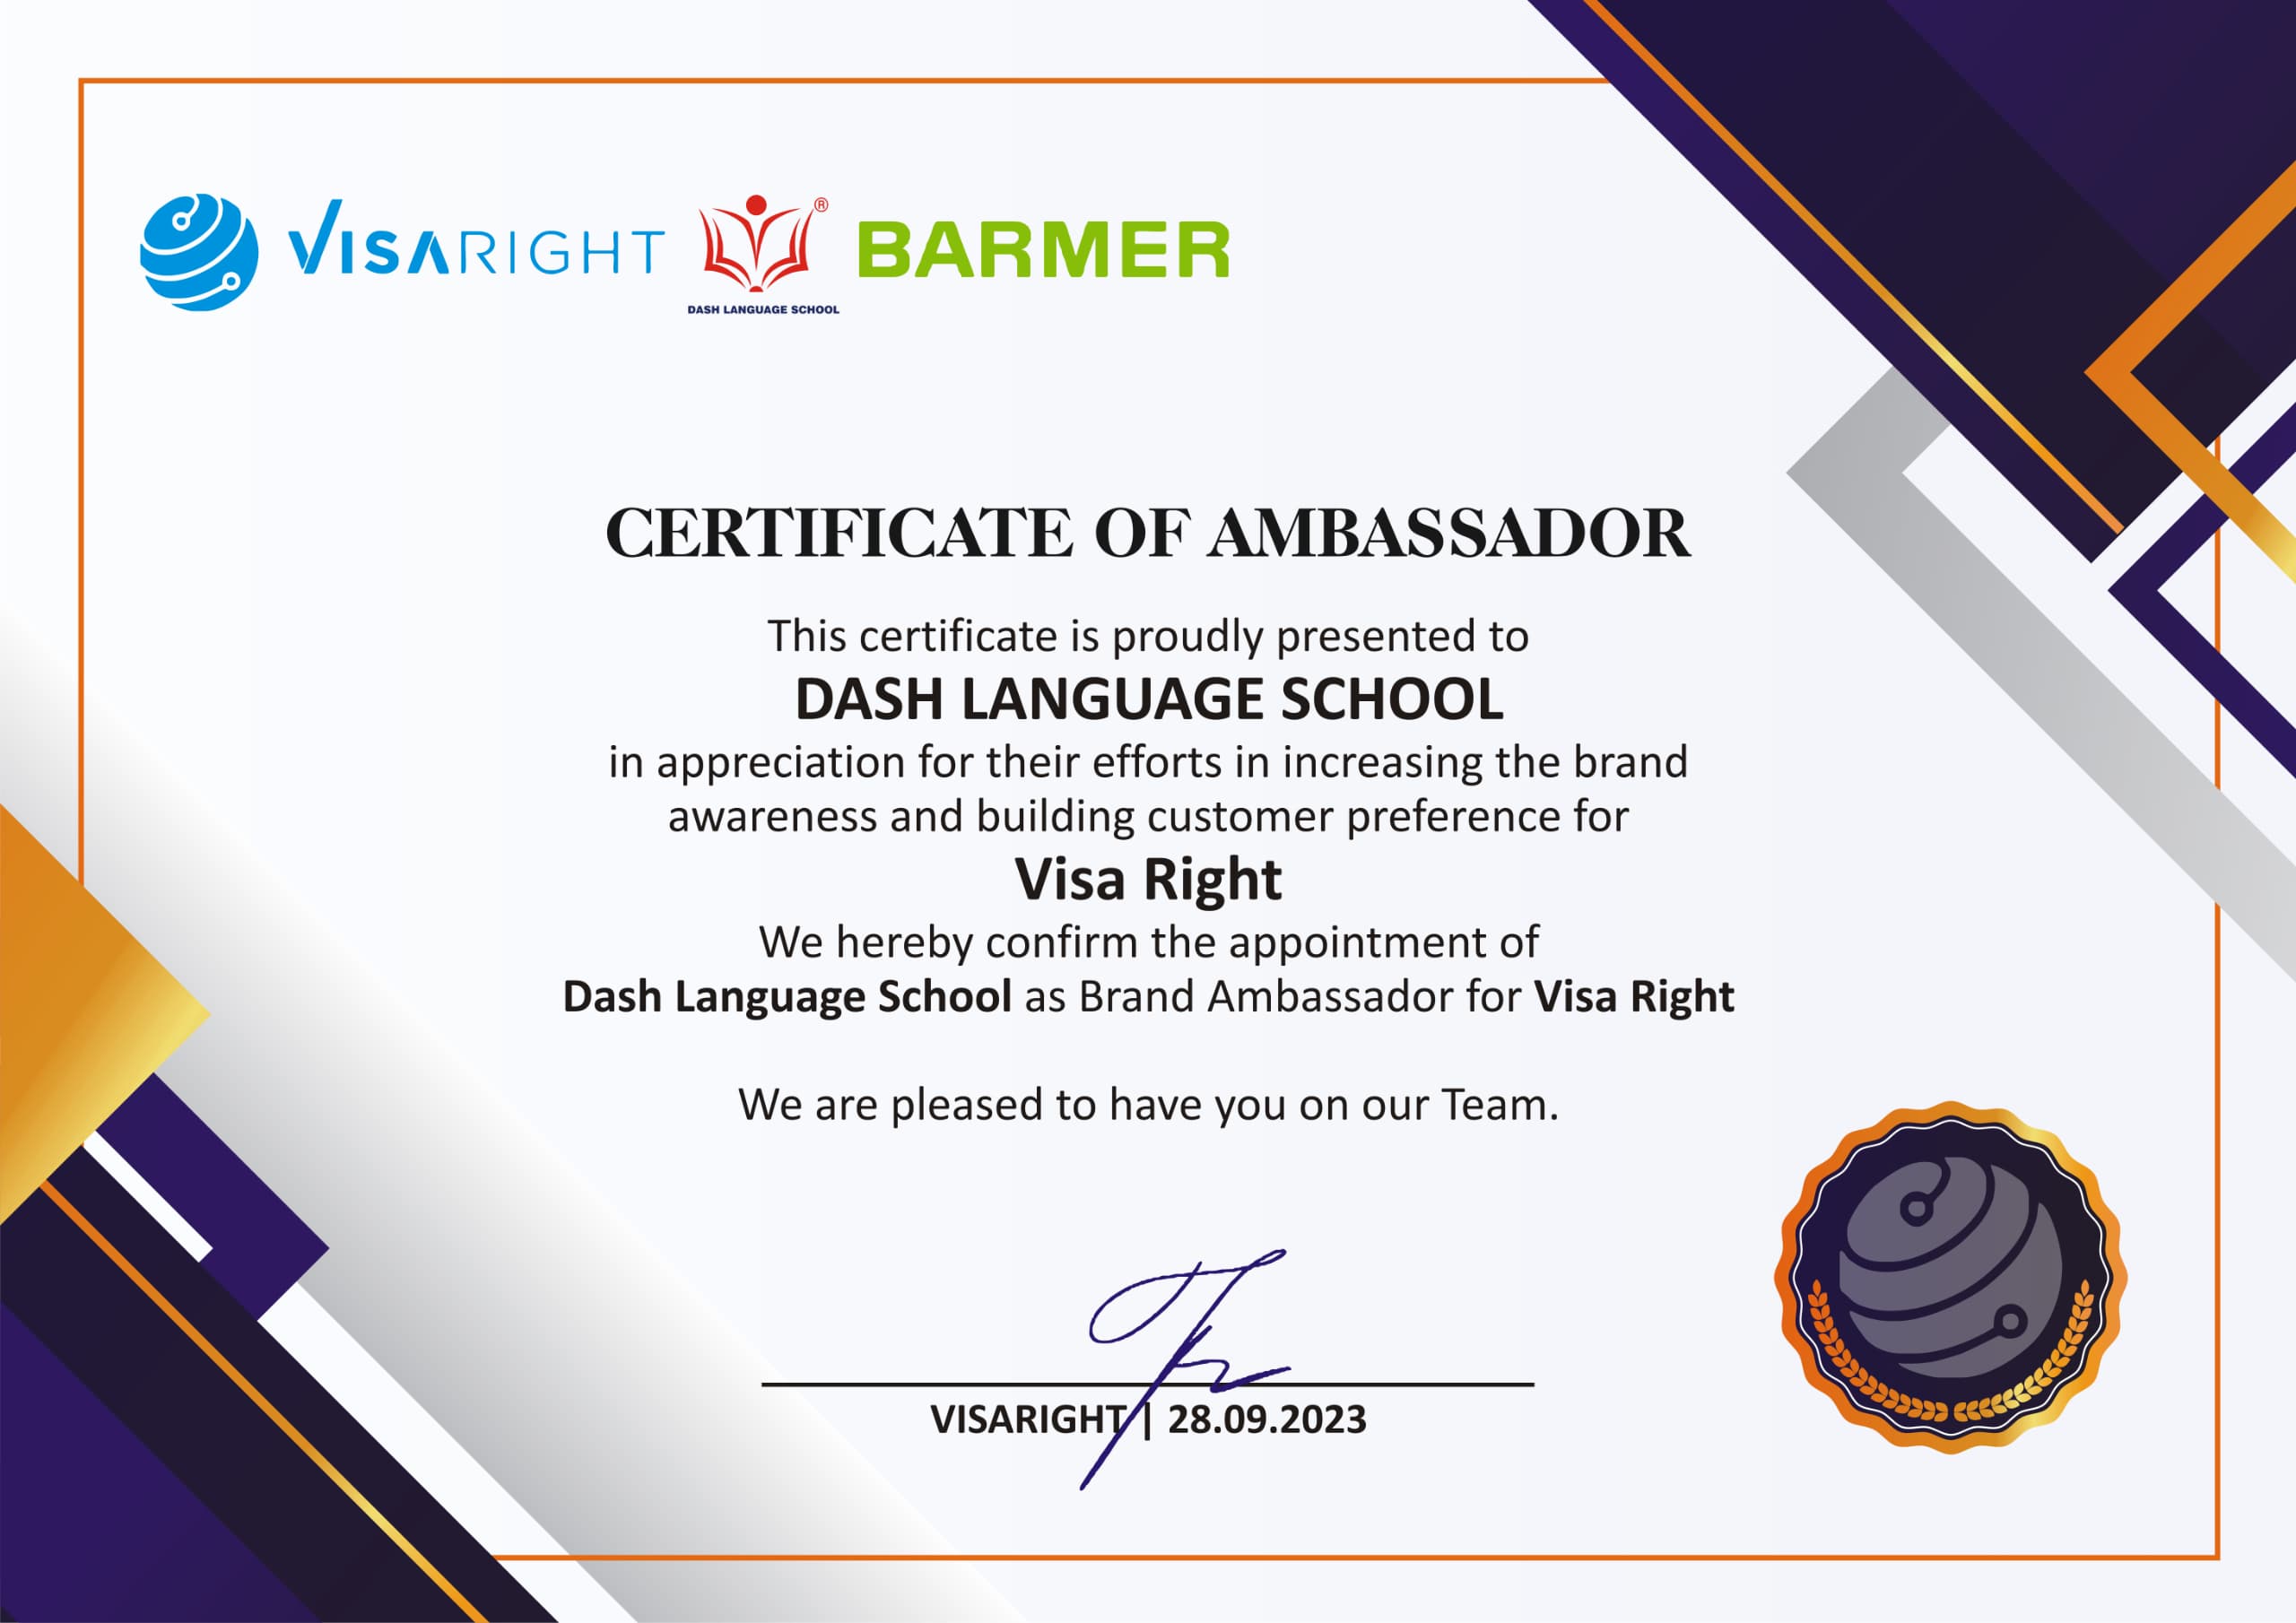 VISARIGHT
®
DASH LANGUAGE SCHOOL
BARMER
CERTIFICATE OF AMBASSADOR
This certificate is proudly presented to
DASH LANGUAGE SCHOOL
in appreciation for their efforts in increasing the brand
awareness and building customer preference for
Visa Right
We hereby confirm the appointment of
Dash Language School as Brand Ambassador for Visa Right
We are pleased to have you on our Team.
VISARIGHT | 28.09.2023